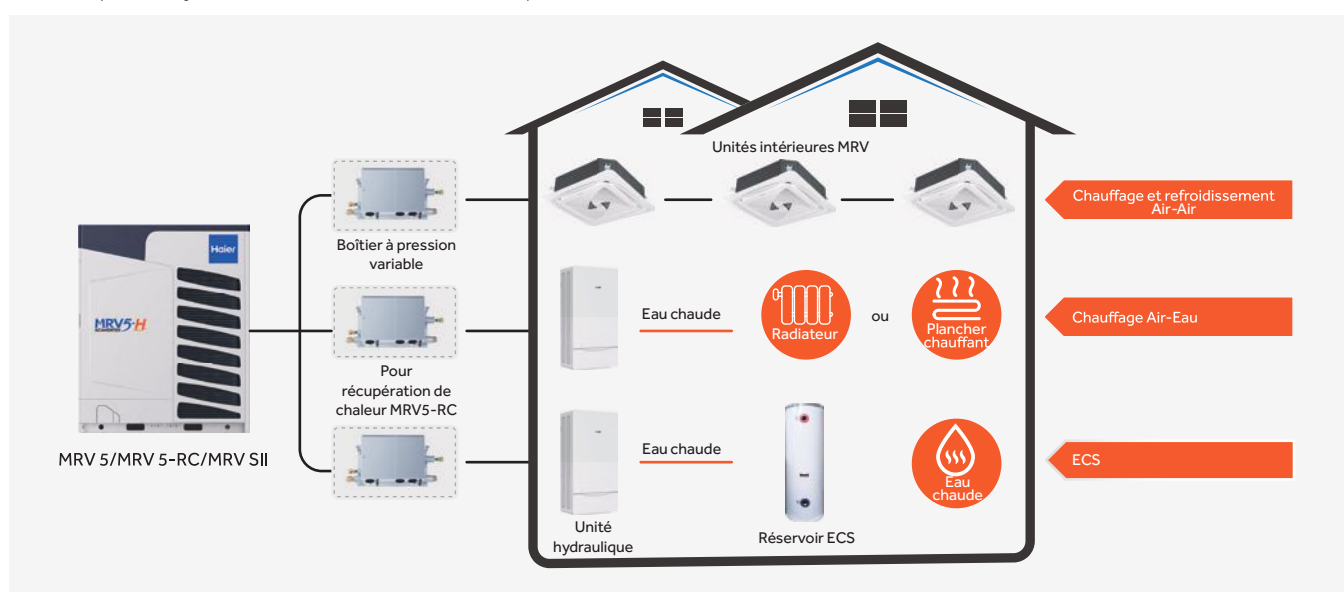 Unités intérieures MRV
Chauffage et refroidissement
Air-Air
Boîtier à pression
variable
Haier
MRV5-H
Eau chaude
Radiateur
ou
Plancher
chauffant
Chauffage Air-Eau
Pour
récupération de
chaleur MRV5-RC
MRV 5/MRV 5-RC/MRV SII
Eau chaude
Eau
chaude
ECS
Unité
hydraulique
Réservoir ECS